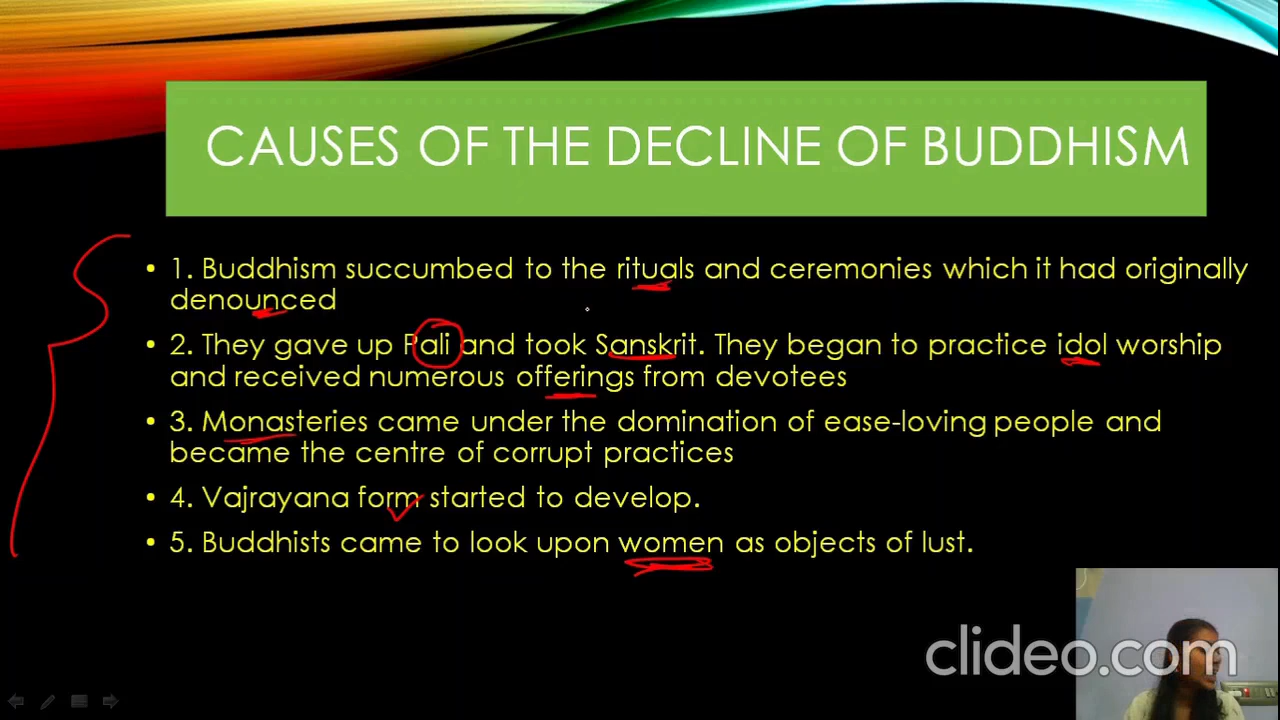 CAUSES OF THE DECLINE OF BUDDHISM
• 1. Buddhism succumbed to the rituals and ceremonies which it had originally
denounced
• 2. They gave up Pali and took Sanskrit. They began to practice idol worship
and received numerous offerings from devotees
• 3. Monasteries came under the domination of ease-loving people and
became the centre of corrupt practices
• 4. Vajrayana form started to develop.
• 5. Buddhists came to look upon women as objects of lust.
clideo.com